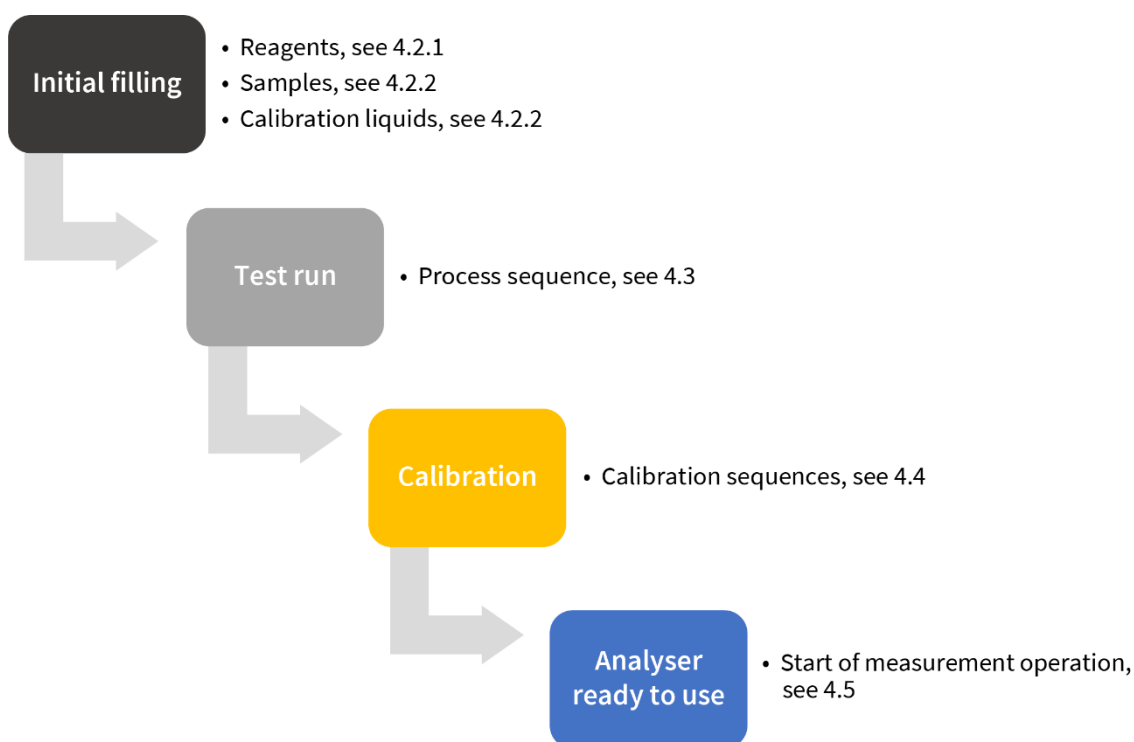 Initial filling
• Reagents, see 4.2.1
• Samples, see 4.2.2
• Calibration liquids, see 4.2.2
Test run
• Process sequence, see 4.3
Calibration
• Calibration sequences, see 4.4
Analyser
ready to use
• Start of measurement operation,
see 4.5